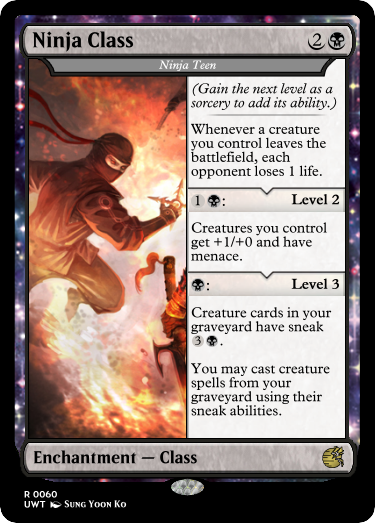 Ninja Class 2
Ninja Teen
(Gain the next level as a
sorcery to add its ability.)
Whenever a creature
you control leaves the
battlefield, each
opponent loses 1 life.
1 : Level 2
Creatures you control
get +1/+0 and have
menace.
: Level 3
Creature cards in your
graveyard have sneak
3 .
You may cast creature
spells from your
graveyard using their
sneak abilities.
Enchantment — Class
R 0060
UWT Sung Yoon Ko